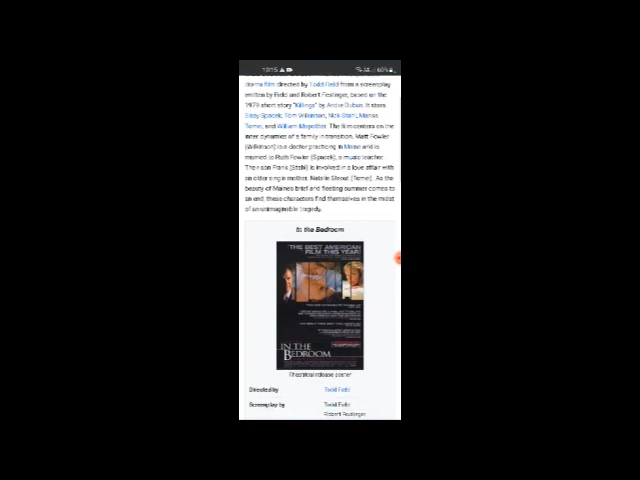 drama film directed by Todd Field from a screenplay
written by Field and Robert Festinger, based on the
1979 short story "Killings" by Andre Dubus. It stars
Sissy Spacek, Tom Wilkinson, Nick Stahl, Marisa
Tomei, and William Mapother. The film centers on the
inner dynamics of a family in transition. Matt Fowler
(Wilkinson) is a doctor practicing in Maine and is
married to Ruth Fowler (Spacek), a music teacher.
Their son Frank (Stahl) is involved in a love affair with
an older single mother, Natalie Strout (Tomei). As the
beauty of Maine's brief and fleeting summer comes to
an end, these characters find themselves in the midst
of an unimaginable tragedy.
In the Bedroom
THE BEST AMERICAN
FILM THIS YEAR!
IN THE
BEDROOM
Theatrical release poster
Directed by Todd Field
Screenplay by Todd Field
Robert Festinger